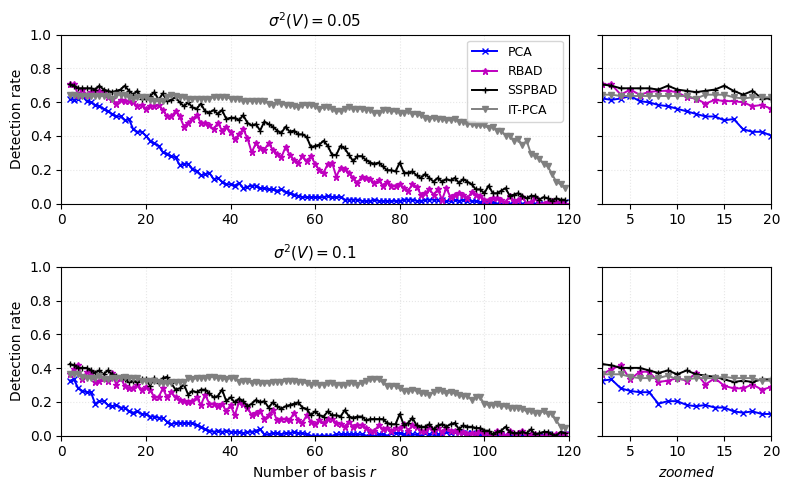 σ²(V) = 0.05
1.0
0.8
0.6
0.4
0.2
0.0
Detection rate
PCA
RBAD
SSPBAD
IT-PCA
0 20 40 60 80 100 120
5 10 15 20
σ²(V) = 0.1
1.0
0.8
0.6
0.4
0.2
0.0
Detection rate
0 20 40 60 80 100 120
5 10 15 20
Number of basis r
zoomed